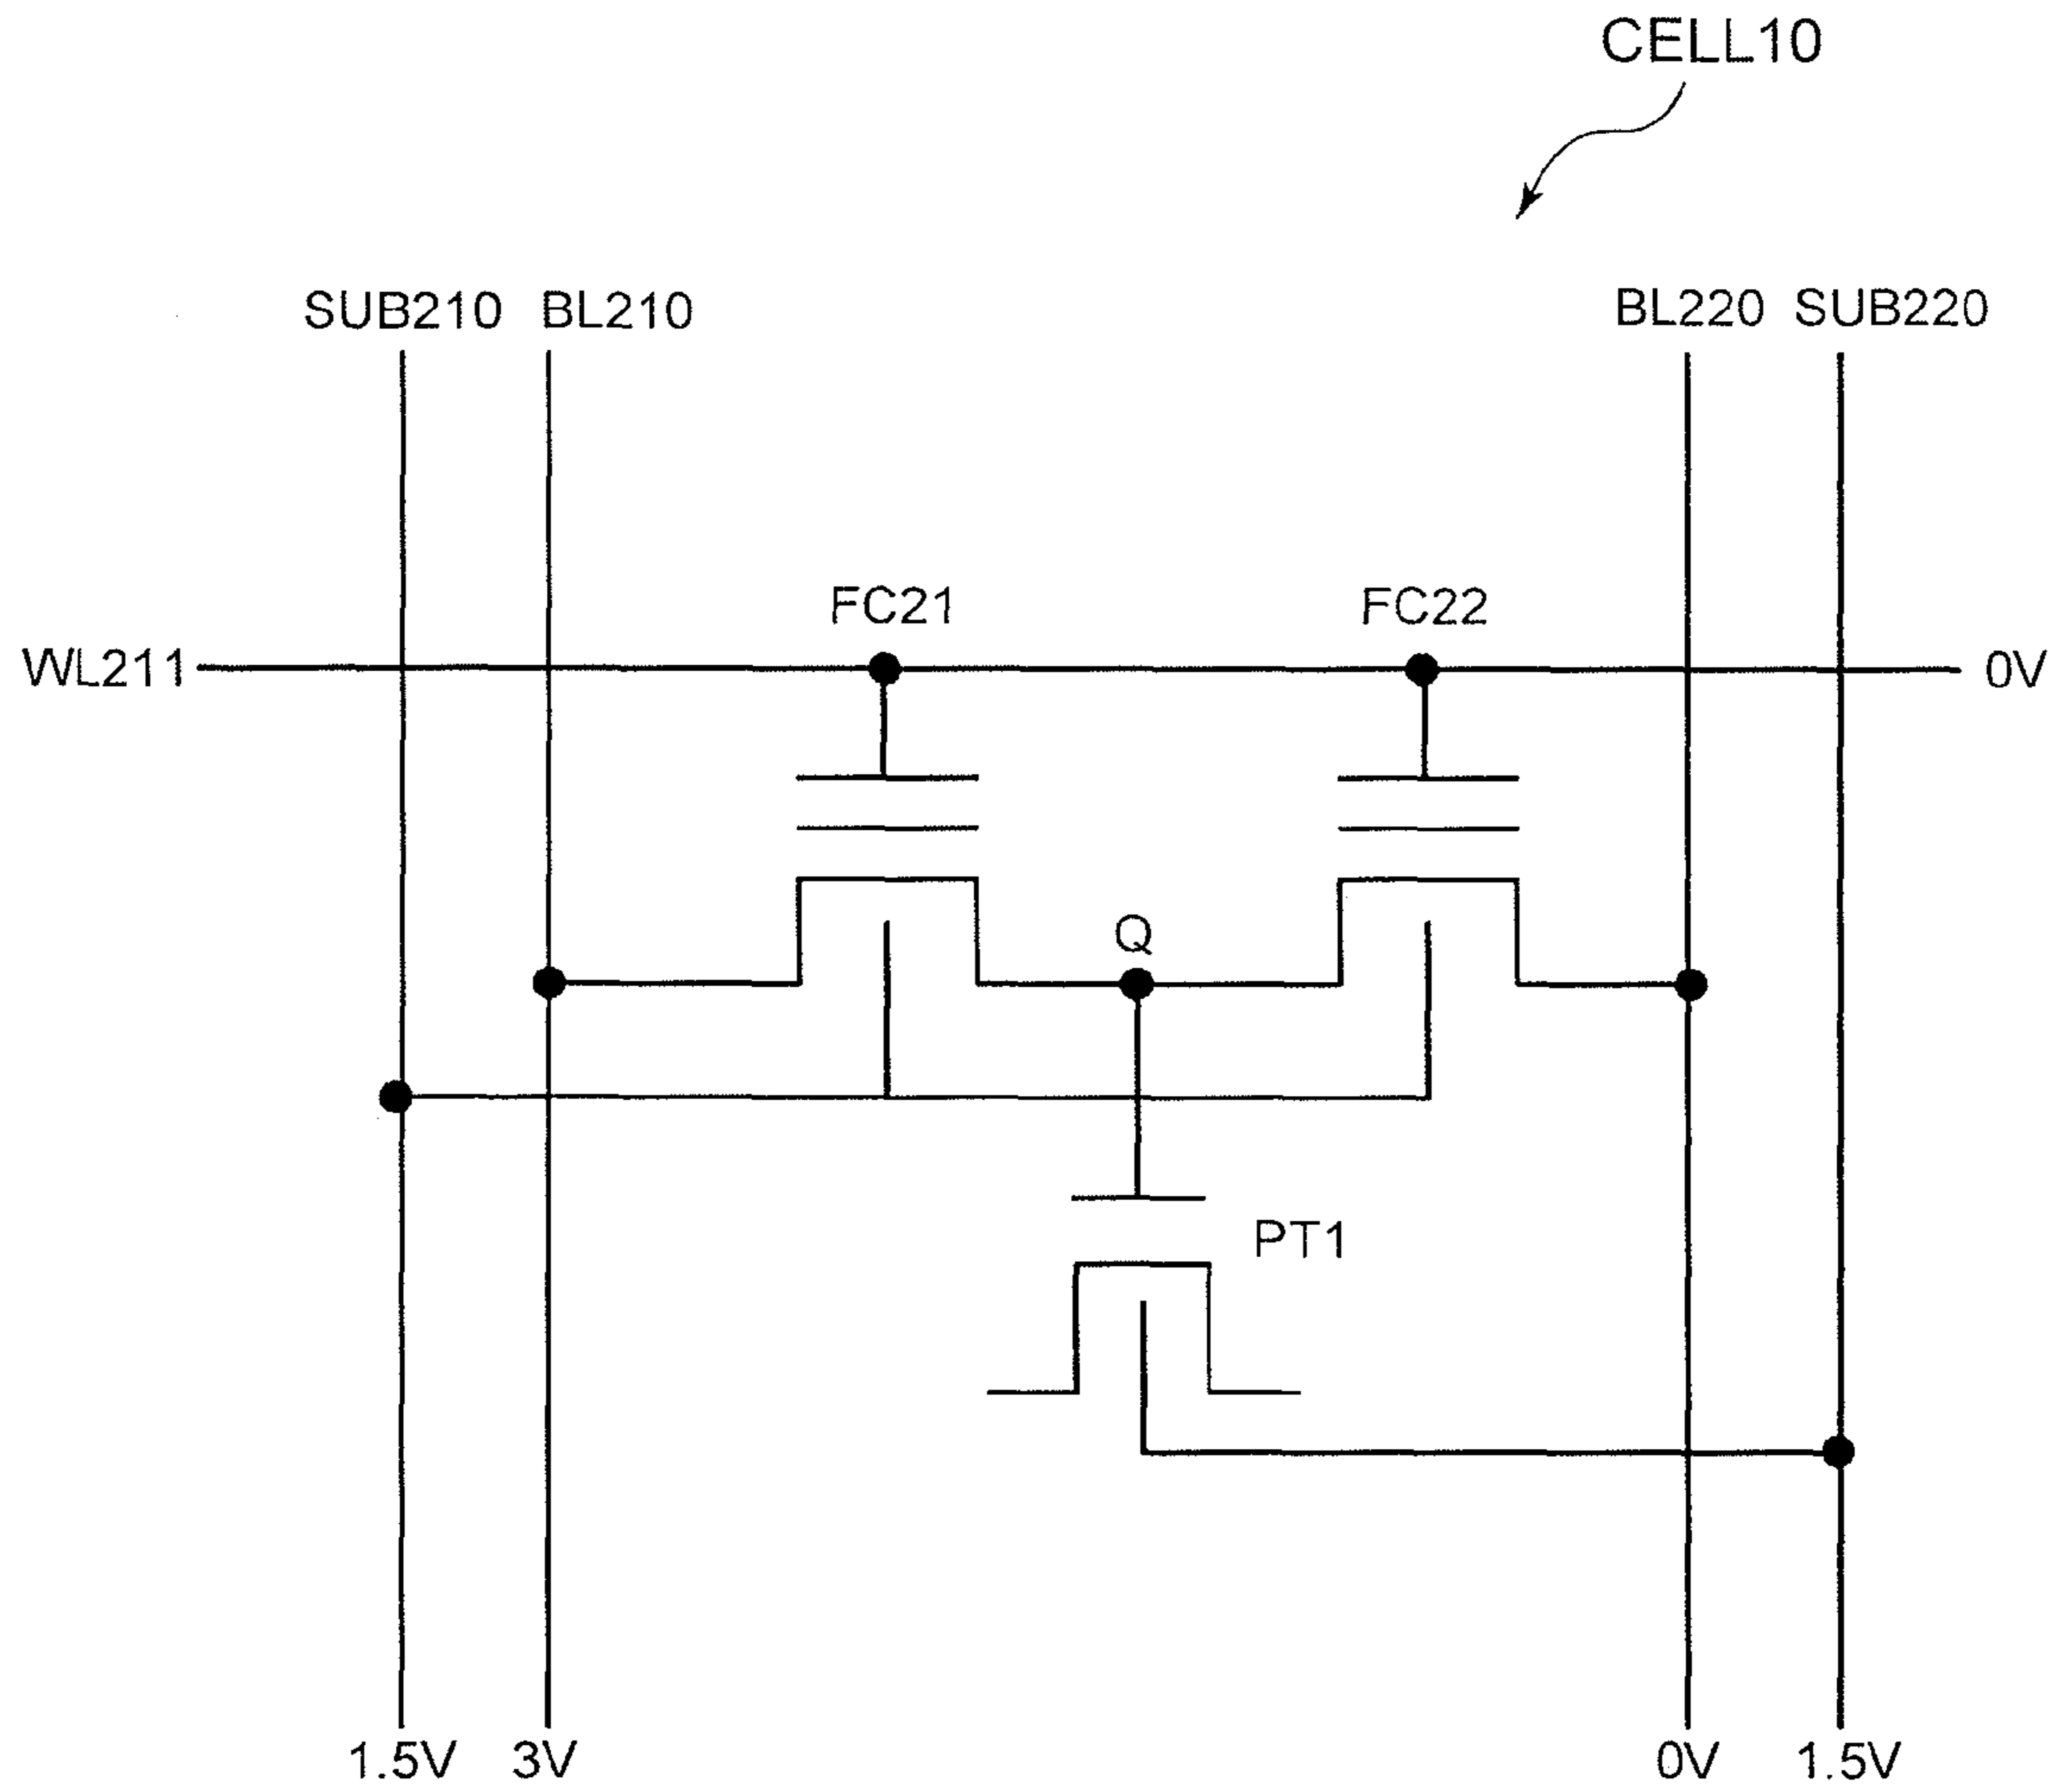 CELL10
SUB210 BL210
BL220 SUB220
FC21
FC22
WL211
0V
Q
PT1
1.5V
3V
0V
1.5V